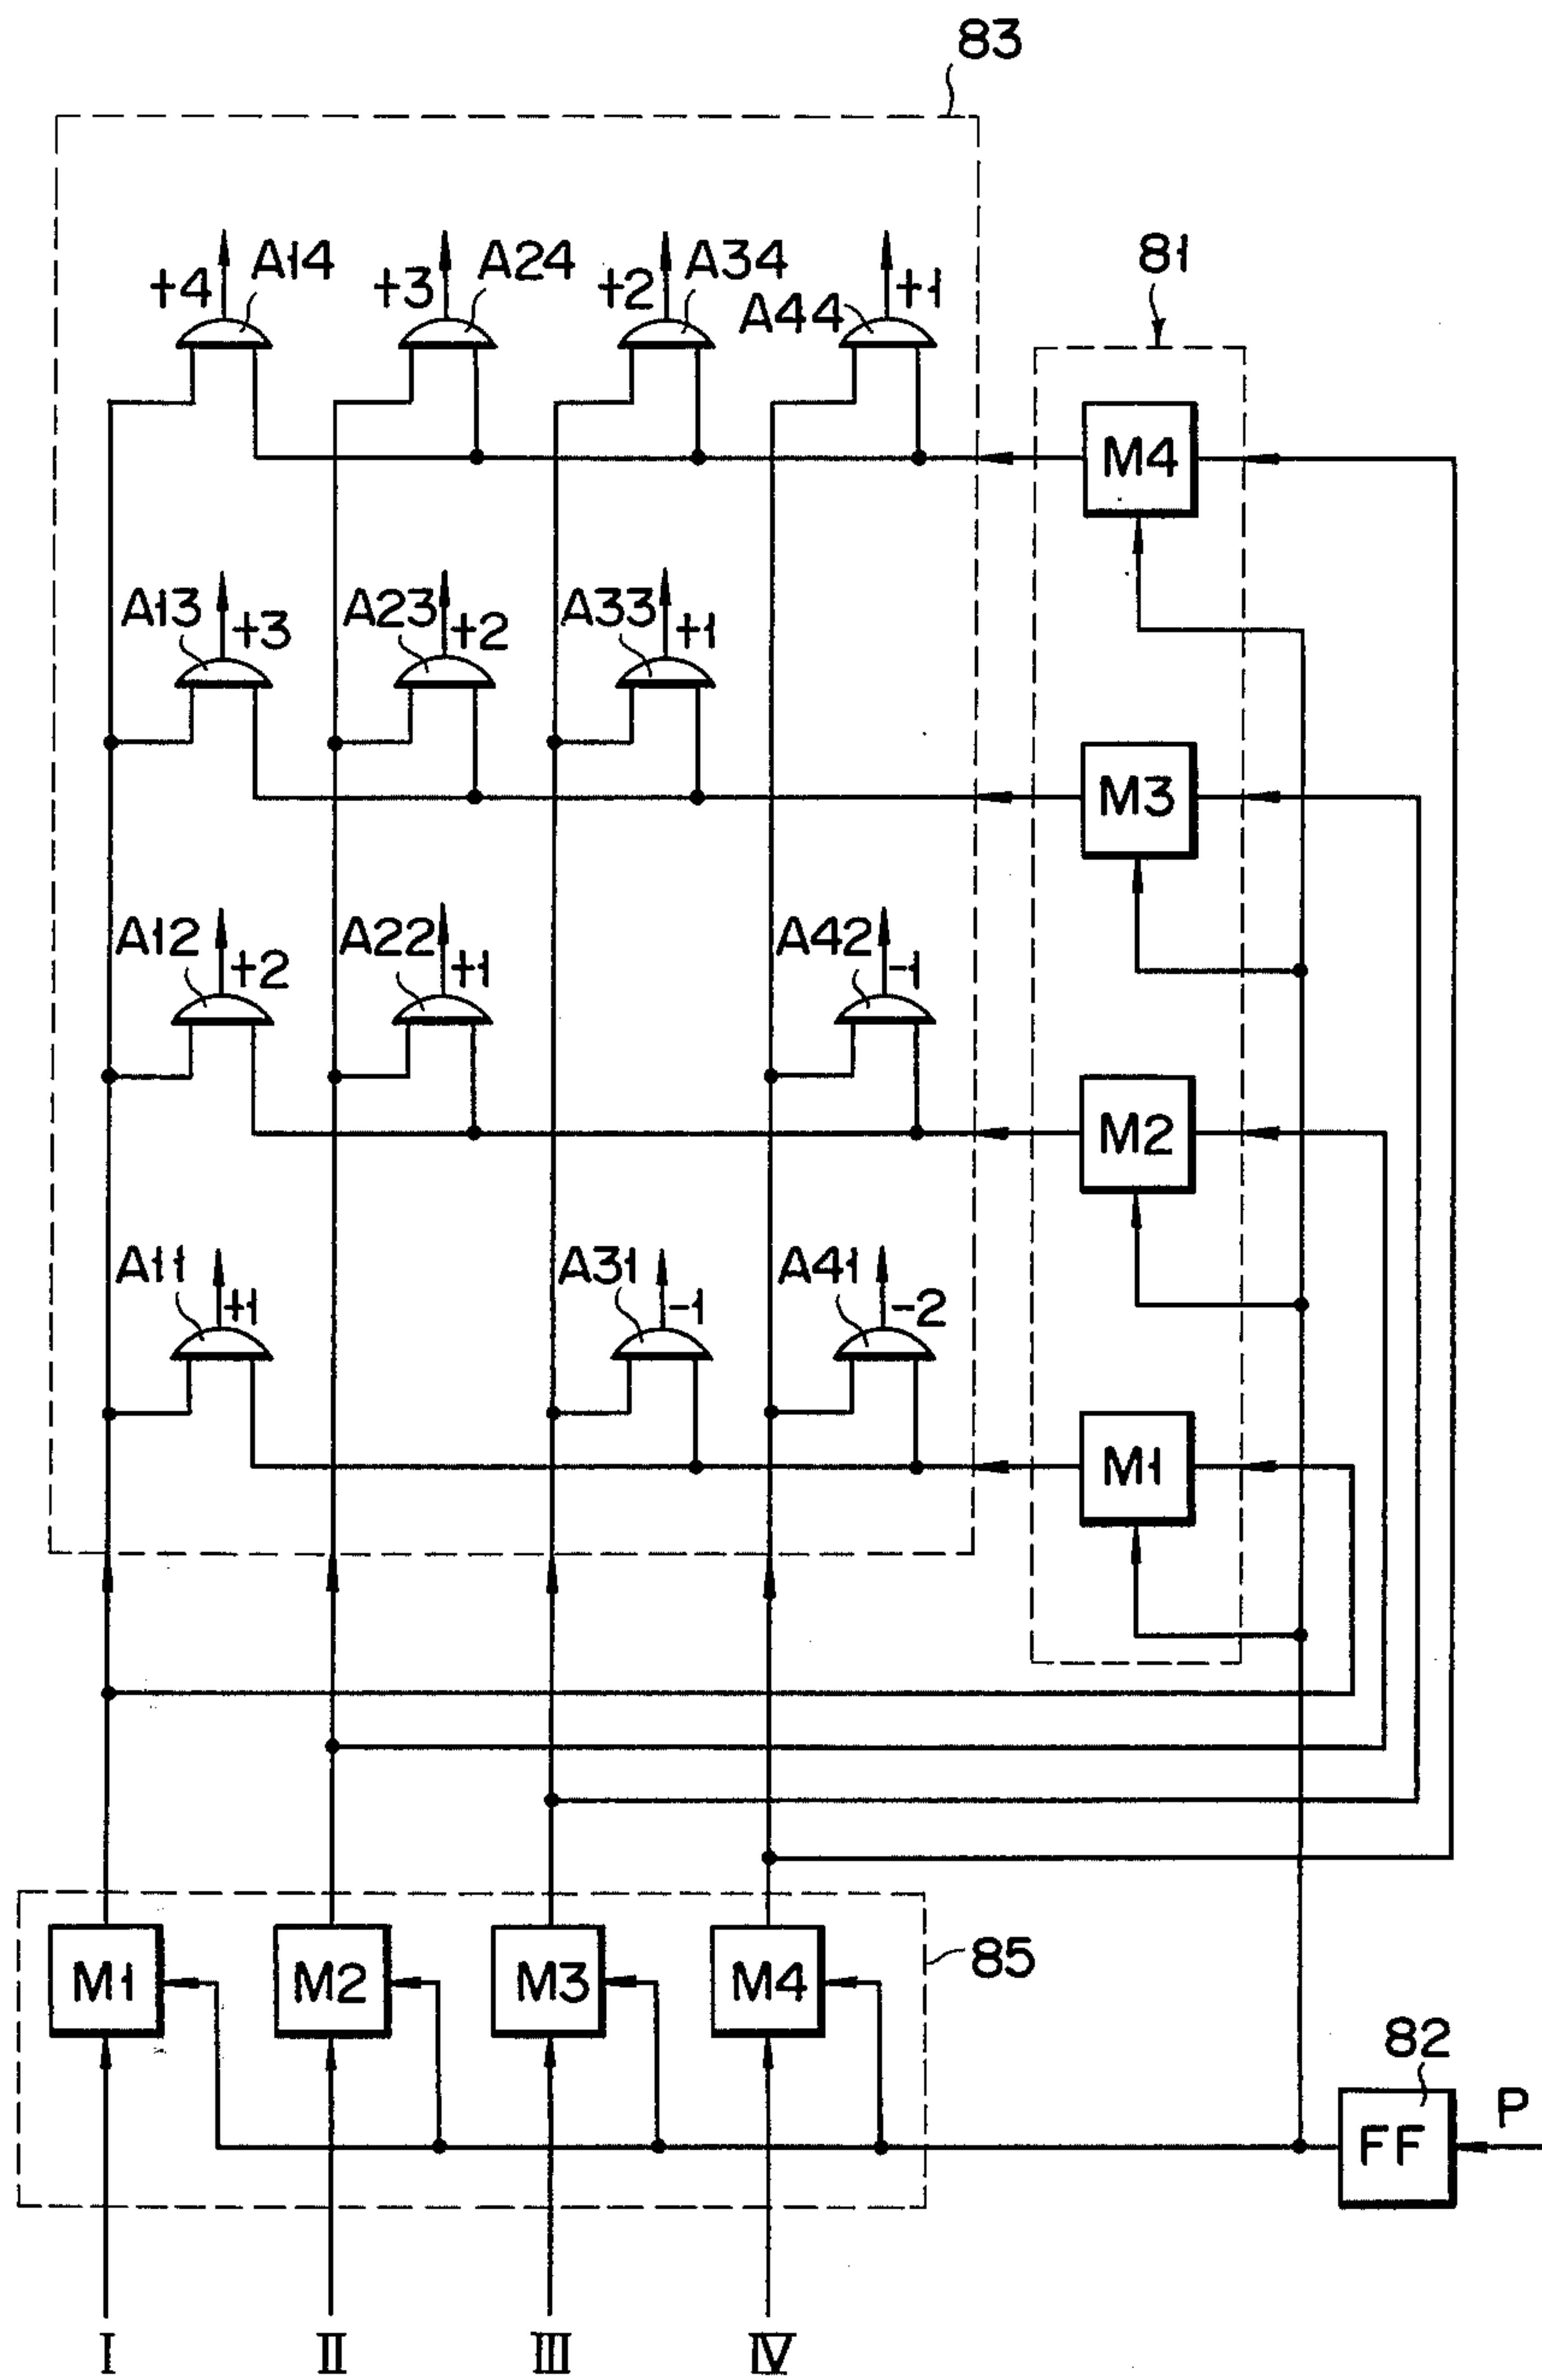 83
81
+4 A14 +3 A24 +2 A34 A44 +1
M4
A13 +3 A23 +2 A33 +1
M3
A12 +2 A22 +1 A42 -1
M2
A11 +1 A31 -1 A41 -2
M1
M1 M2 M3 M4 85
82
FF P
I II III IV